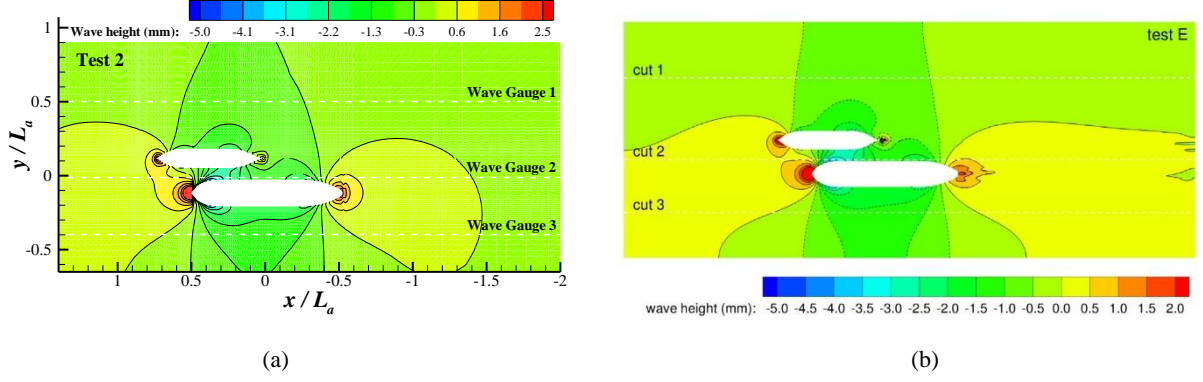 Wave height (mm): -5.0 -4.1 -3.1 -2.2 -1.3 -0.3 0.6 1.6 2.5
1
Test 2
0.5
Wave Gauge 1
y / Lₐ
0
Wave Gauge 2
Wave Gauge 3
-0.5
1 0.5 0 -0.5 -1 -1.5 -2
x / Lₐ
(a)
test E
cut 1
cut 2
cut 3
wave height (mm): -5.0 -4.5 -4.0 -3.5 -3.0 -2.5 -2.0 -1.5 -1.0 -0.5 0.0 0.5 1.0 1.5 2.0
(b)